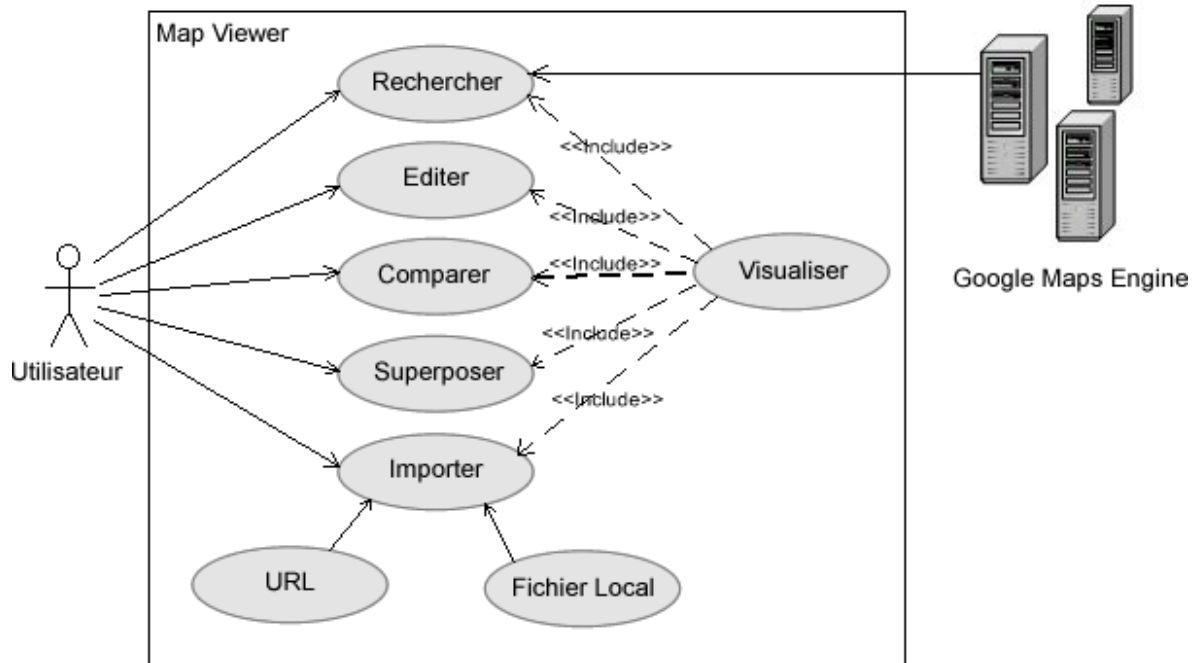 Map Viewer
Rechercher
<<Include>>
Editer
<<Include>>
Comparer
<<Include>>
Visualiser
Google Maps Engine
<<Include>>
Superposer
Utilisateur
<<Include>>
Importer
URL
Fichier Local